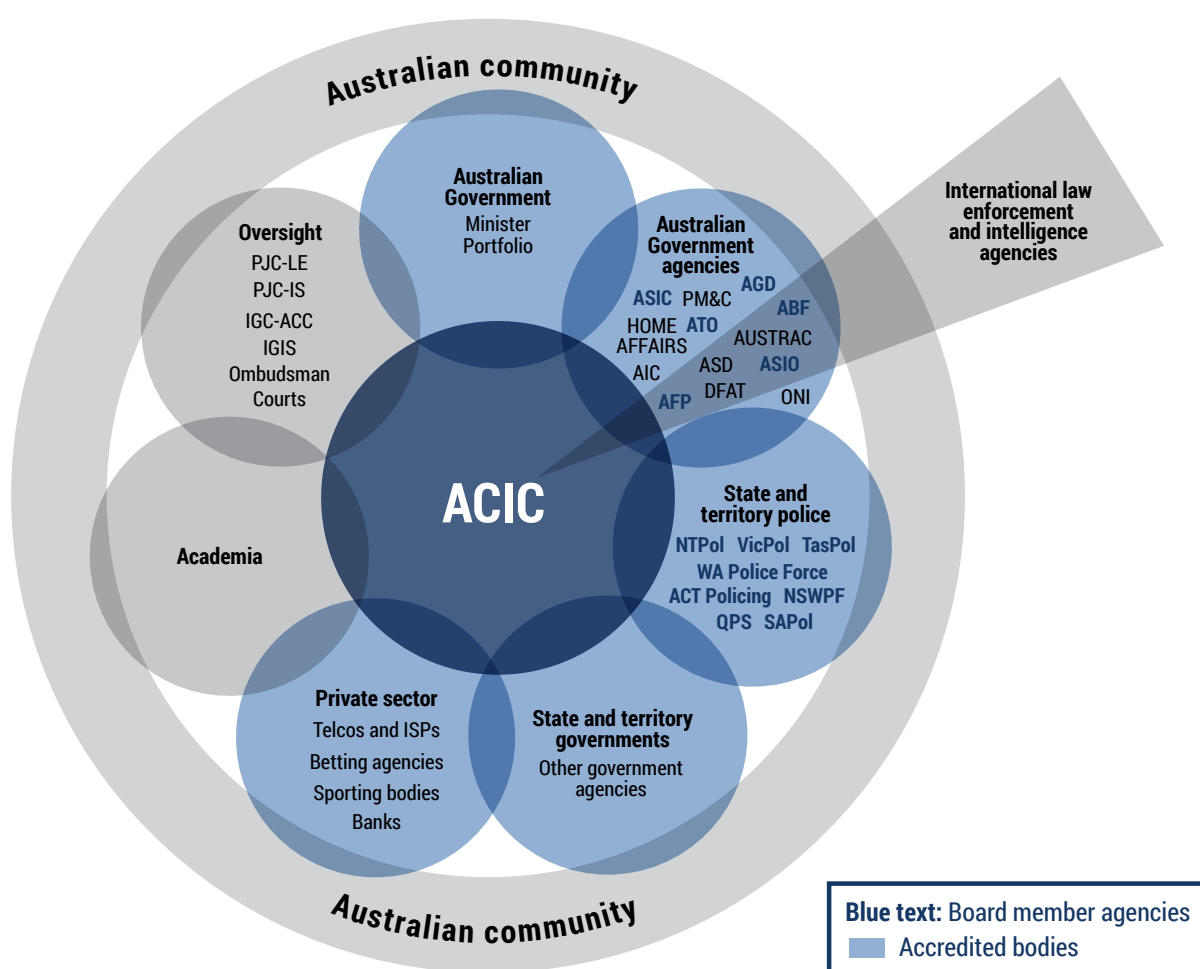 Australian community
Australian
Government
Minister
Portfolio
Oversight
PJC-LE
PJC-IS
IGC-ACC
IGIS
Ombudsman
Courts
Australian
Government
agencies
ASIC PM&C AGD
ABF
HOME
AFFAIRS
ATO
AUSTRAC
AIC
ASD
ASIO
AFP
DFAT
ONI
International law
enforcement
and intelligence
agencies
ACIC
State and
territory police
NTPol VicPol TasPol
WA Police Force
ACT Policing NSWPF
QPS SAPol
Academia
Private sector
Telcos and ISPs
Betting agencies
Sporting bodies
Banks
State and territory
governments
Other government
agencies
Australian community
Blue text: Board member agencies
Accredited bodies